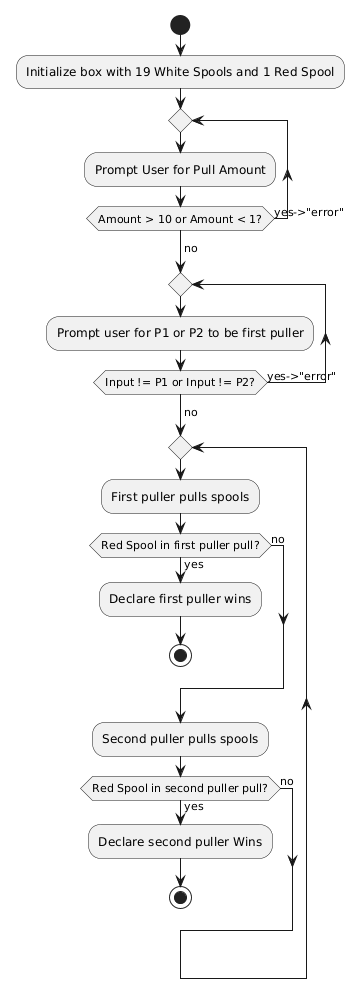 Initialize box with 19 White Spools and 1 Red Spool
Prompt User for Pull Amount
Amount > 10 or Amount < 1?
yes->"error"
no
Prompt user for P1 or P2 to be first puller
Input != P1 or Input != P2?
yes->"error"
no
First puller pulls spools
Red Spool in first puller pull?
no
yes
Declare first puller wins
Second puller pulls spools
Red Spool in second puller pull?
no
yes
Declare second puller Wins